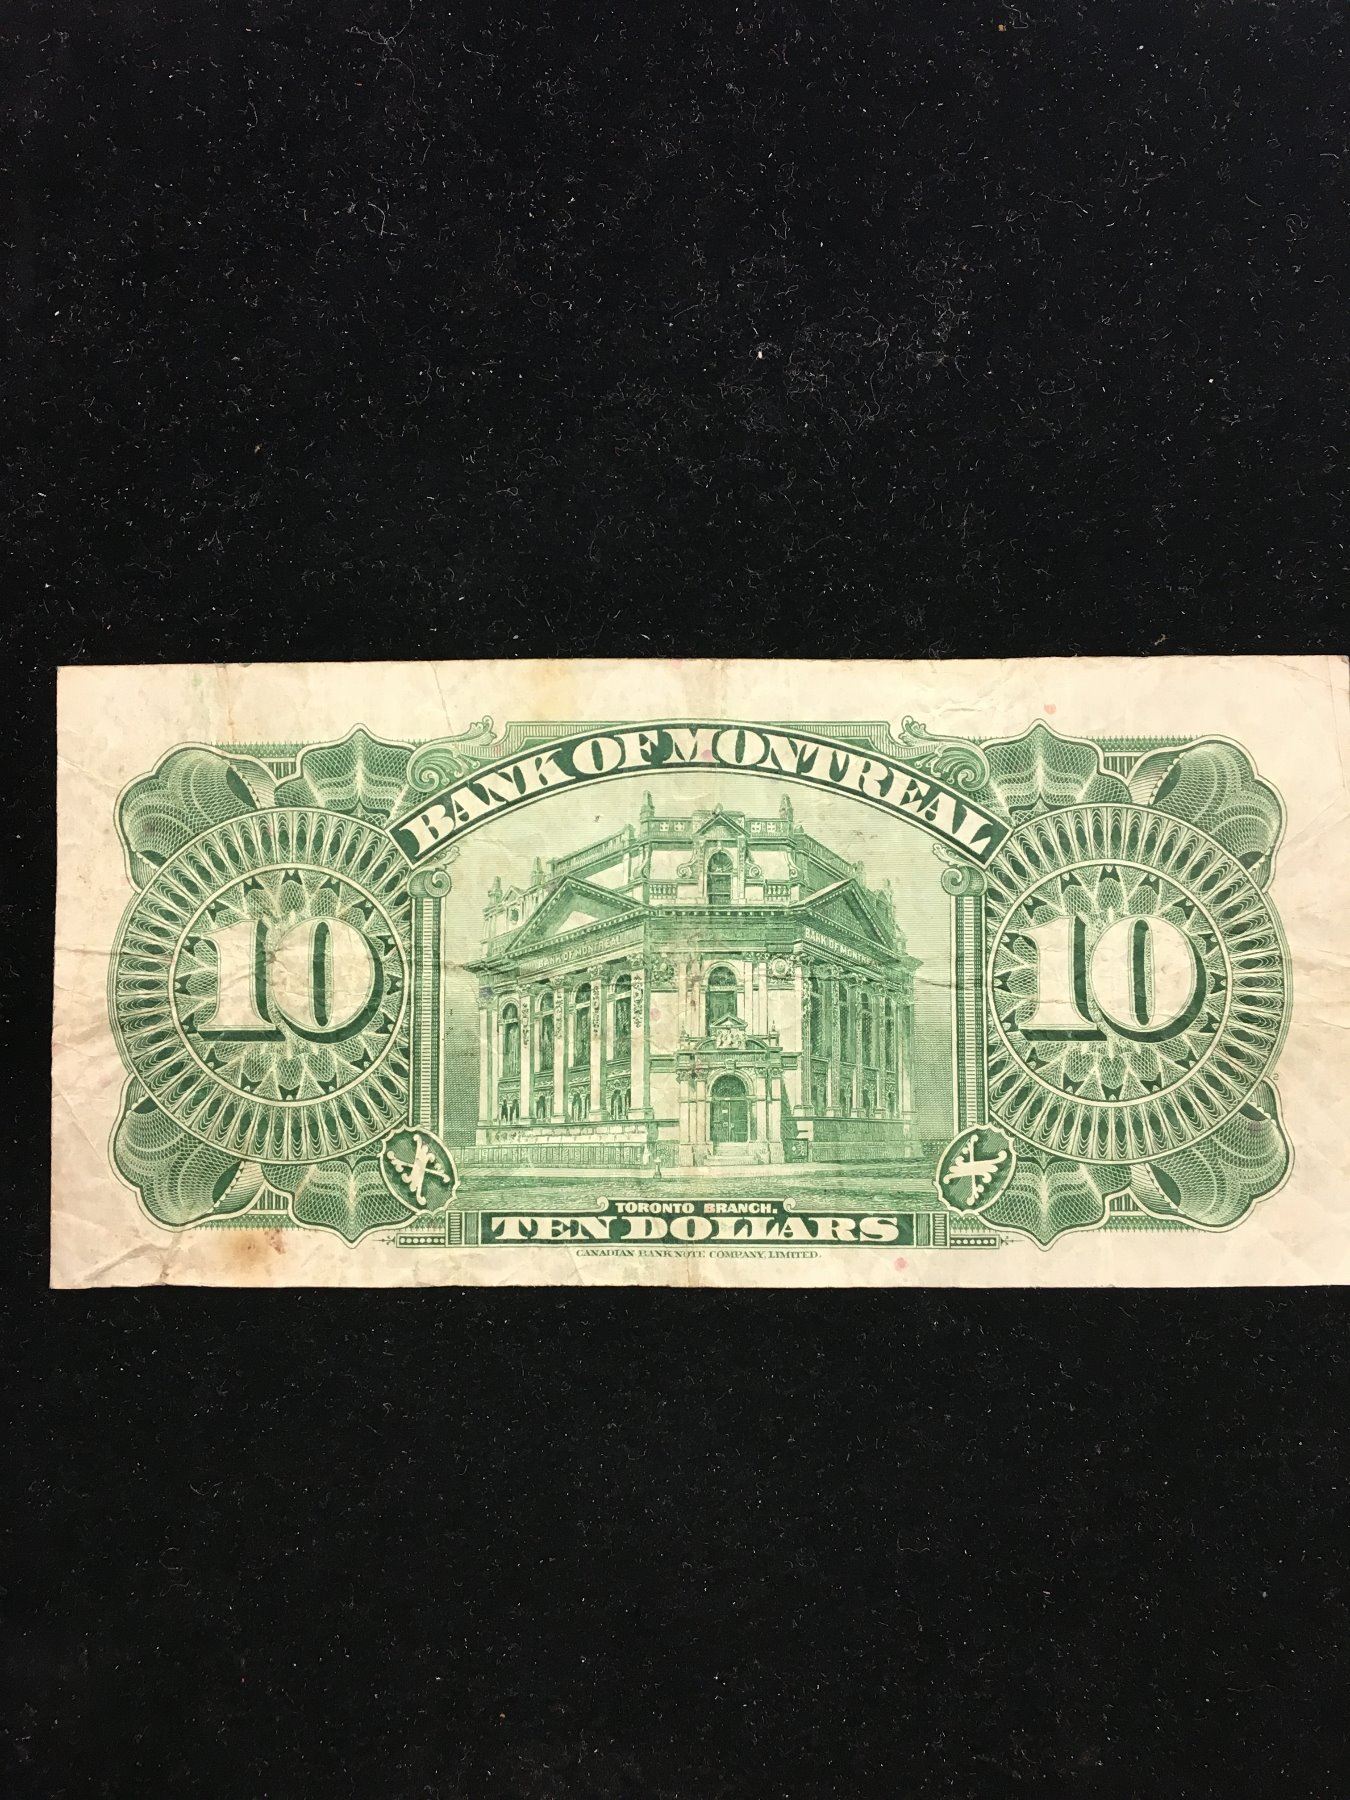 BANK OF MONTREAL
10
10
BANK OF MONTREAL
BANK OF MONTRE
X
X
TORONTO BRANCH.
TEN DOLLARS
CANADIAN BANK NOTE COMPANY, LIMITED.